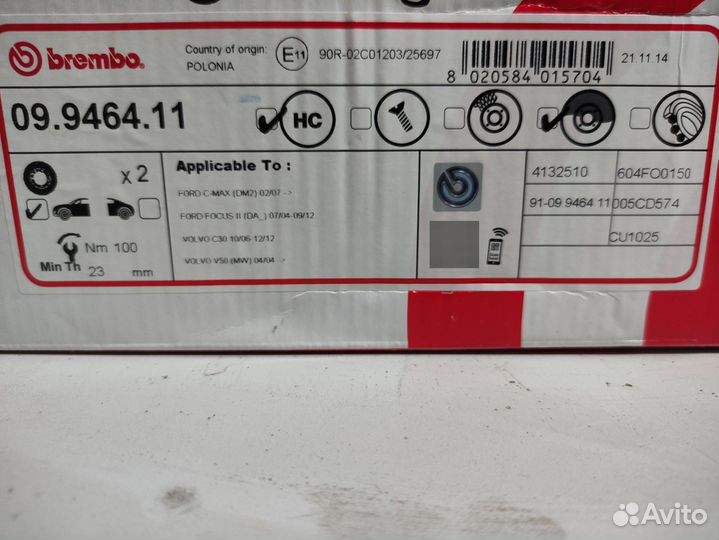 brembo.
Country of origin: E11 90R-02C01203/25697
POLONIA
21.11.14
8 020584 015704
09.9464.11
HC
x 2
Applicable To :
FORD C-MAX (DM2) 02/07 ->
FORD FOCUS II (DA_) 07/04-09/12
VOLVO C30 10/06-12/12
VOLVO V50 (MW) 04/04 ->
Nm 100
Min Th 23 mm
4132510 604FO0150
91-09 9464 11 005CD574
CU1025
Avito